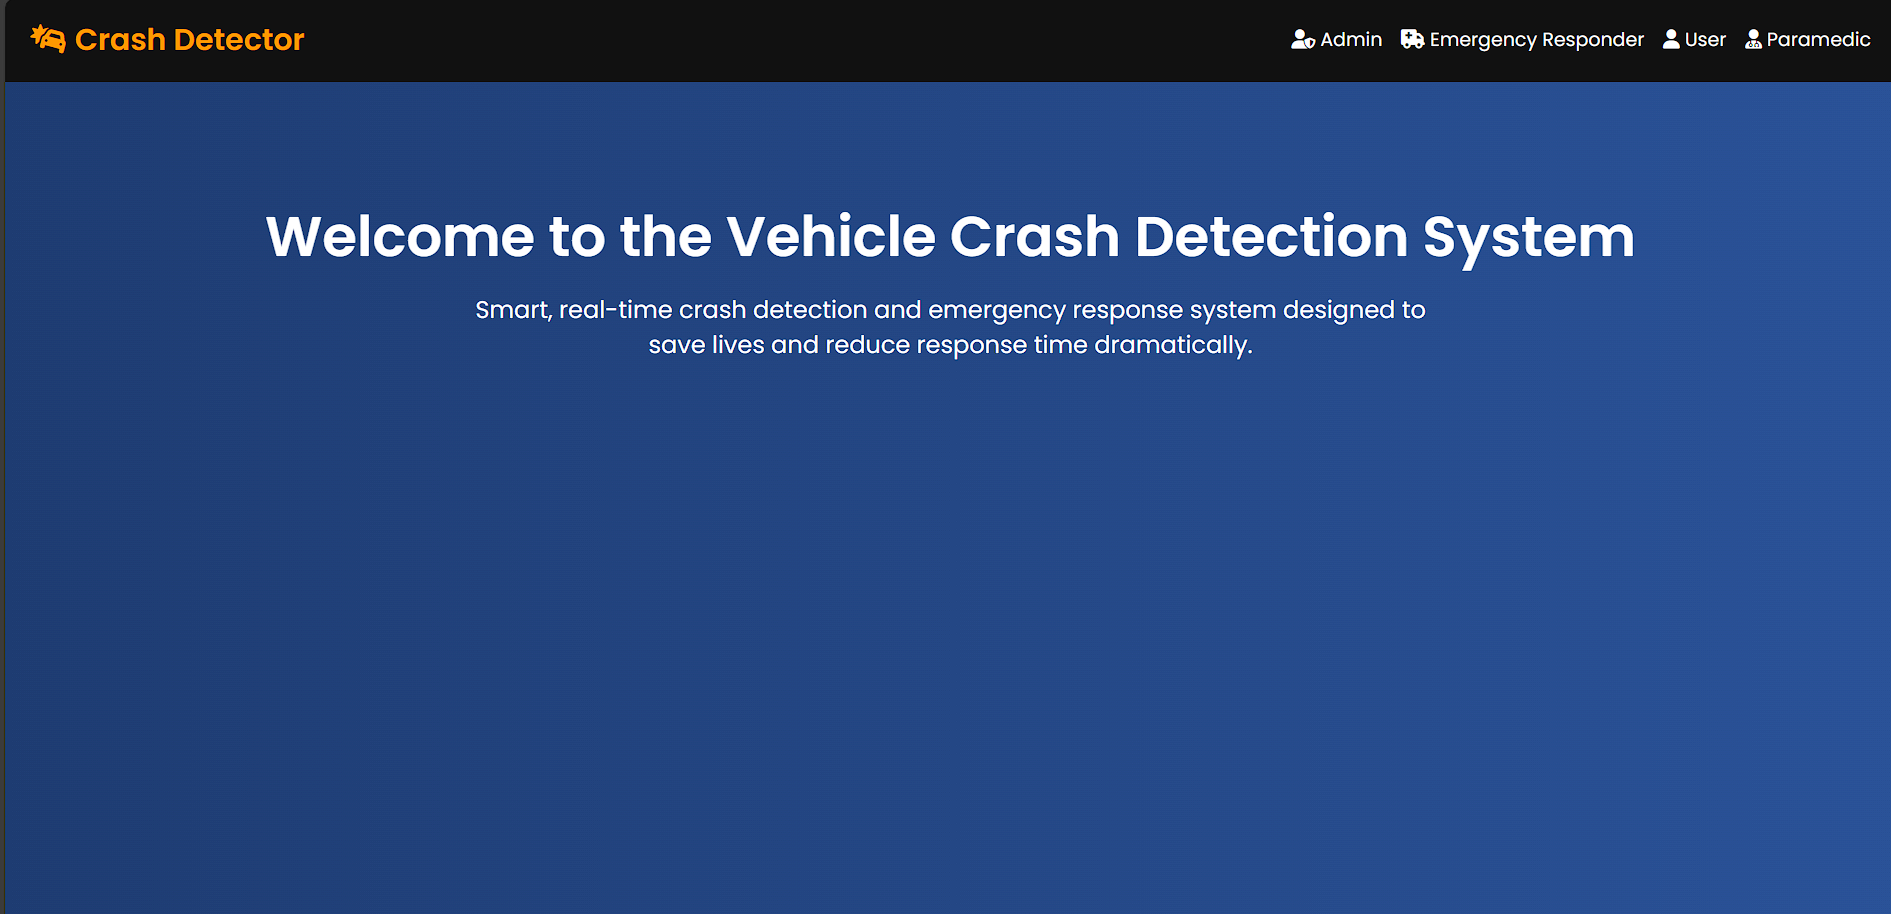 Crash Detector
Admin Emergency Responder User Paramedic
Welcome to the Vehicle Crash Detection System
Smart, real-time crash detection and emergency response system designed to
save lives and reduce response time dramatically.